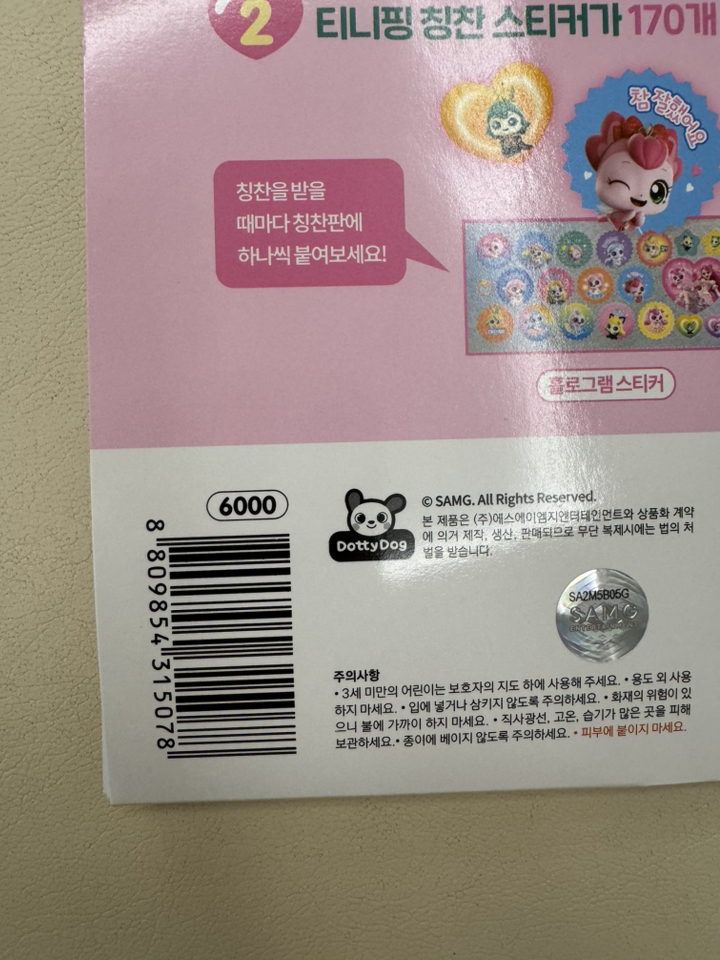 2
티니핑 칭찬 스티커가 170개
참 잘했어요
칭찬을 받을
때마다 칭찬판에
하나씩 붙여보세요!
홀로그램 스티커
6000
8 809854 315078
DottyDog
© SAMG. All Rights Reserved.
본 제품은 (주)에스에이엠지엔터테인먼트와 상품화 계약
에 의거 제작, 생산, 판매되므로 무단 복제시에는 법의 처
벌을 받습니다.
SA2M5B05G
SAMG
ENTERTAINMENT
주의사항
• 3세 미만의 어린이는 보호자의 지도 하에 사용해 주세요. • 용도 외 사용
하지 마세요. • 입에 넣거나 삼키지 않도록 주의하세요. • 화재의 위험이 있
으니 불에 가까이 하지 마세요. • 직사광선, 고온, 습기가 많은 곳을 피해
보관하세요. • 종이에 베이지 않도록 주의하세요. • 피부에 붙이지 마세요.